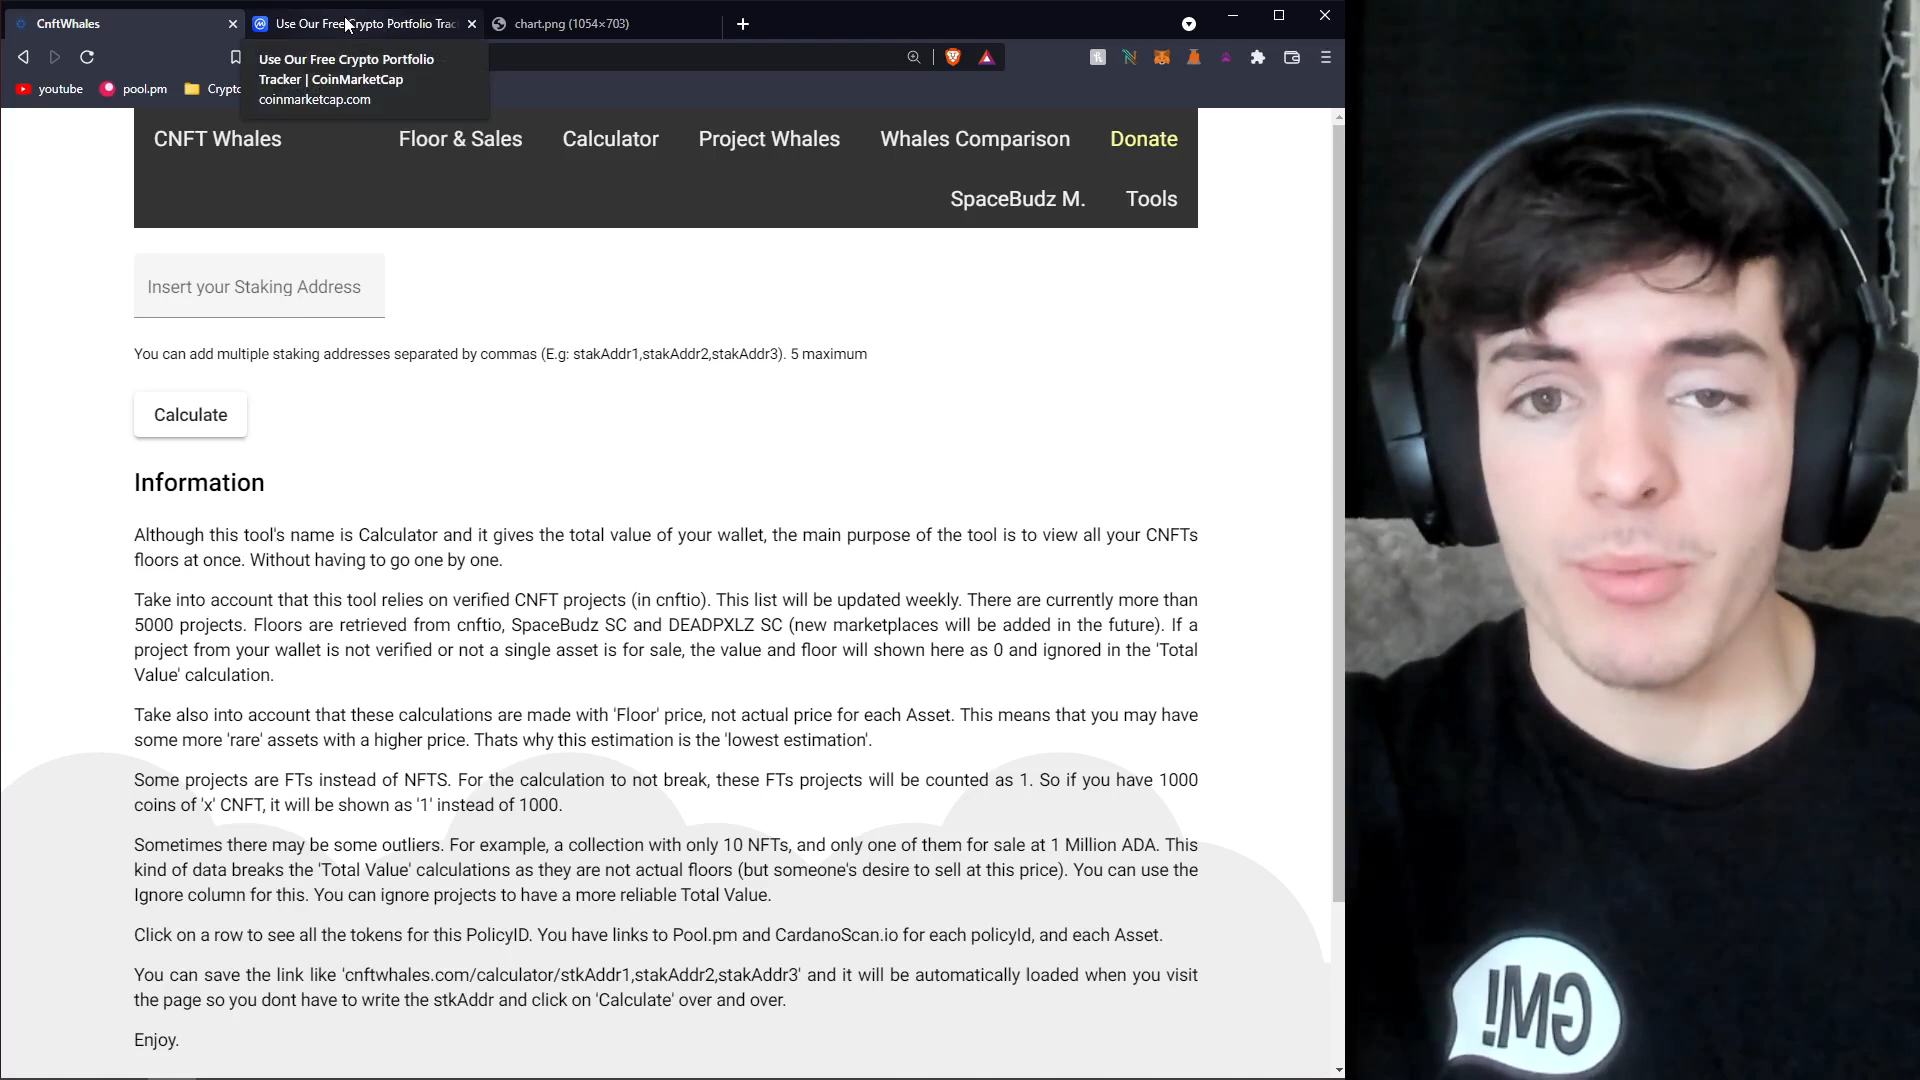 CnftWhales
Use Our Free Crypto Portfolio Trac
chart.png (1054×703)
Use Our Free Crypto Portfolio
Tracker | CoinMarketCap
coinmarketcap.com
youtube
pool.pm
Crypto
CNFT Whales
Floor & Sales
Calculator
Project Whales
Whales Comparison
Donate
SpaceBudz M.
Tools
Insert your Staking Address
You can add multiple staking addresses separated by commas (E.g: stakAddr1,stakAddr2,stakAddr3). 5 maximum
Calculate
Information
Although this tool's name is Calculator and it gives the total value of your wallet, the main purpose of the tool is to view all your CNFTs
floors at once. Without having to go one by one.
Take into account that this tool relies on verified CNFT projects (in cnftio). This list will be updated weekly. There are currently more than
5000 projects. Floors are retrieved from cnftio, SpaceBudz SC and DEADPXLZ SC (new marketplaces will be added in the future). If a
project from your wallet is not verified or not a single asset is for sale, the value and floor will shown here as 0 and ignored in the 'Total
Value' calculation.
Take also into account that these calculations are made with 'Floor' price, not actual price for each Asset. This means that you may have
some more 'rare' assets with a higher price. Thats why this estimation is the 'lowest estimation'.
Some projects are FTs instead of NFTS. For the calculation to not break, these FTs projects will be counted as 1. So if you have 1000
coins of 'x' CNFT, it will be shown as '1' instead of 1000.
Sometimes there may be some outliers. For example, a collection with only 10 NFTs, and only one of them for sale at 1 Million ADA. This
kind of data breaks the 'Total Value' calculations as they are not actual floors (but someone's desire to sell at this price). You can use the
Ignore column for this. You can ignore projects to have a more reliable Total Value.
Click on a row to see all the tokens for this PolicyID. You have links to Pool.pm and CardanoScan.io for each policyId, and each Asset.
You can save the link like 'cnftwhales.com/calculator/stkAddr1,stakAddr2,stakAddr3' and it will be automatically loaded when you visit
the page so you dont have to write the stkAddr and click on 'Calculate' over and over.
Enjoy.
GM!